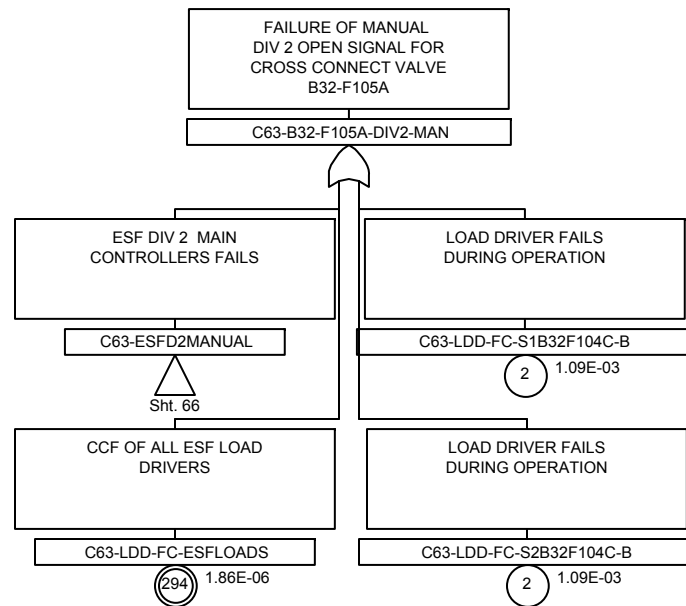 FAILURE OF MANUAL
DIV 2 OPEN SIGNAL FOR
CROSS CONNECT VALVE
B32-F105A
C63-B32-F105A-DIV2-MAN
ESF DIV 2 MAIN
CONTROLLERS FAILS
C63-ESFD2MANUAL
Sht. 66
LOAD DRIVER FAILS
DURING OPERATION
C63-LDD-FC-S1B32F104C-B
2
1.09E-03
CCF OF ALL ESF LOAD
DRIVERS
C63-LDD-FC-ESFLOADS
294
1.86E-06
LOAD DRIVER FAILS
DURING OPERATION
C63-LDD-FC-S2B32F104C-B
2
1.09E-03